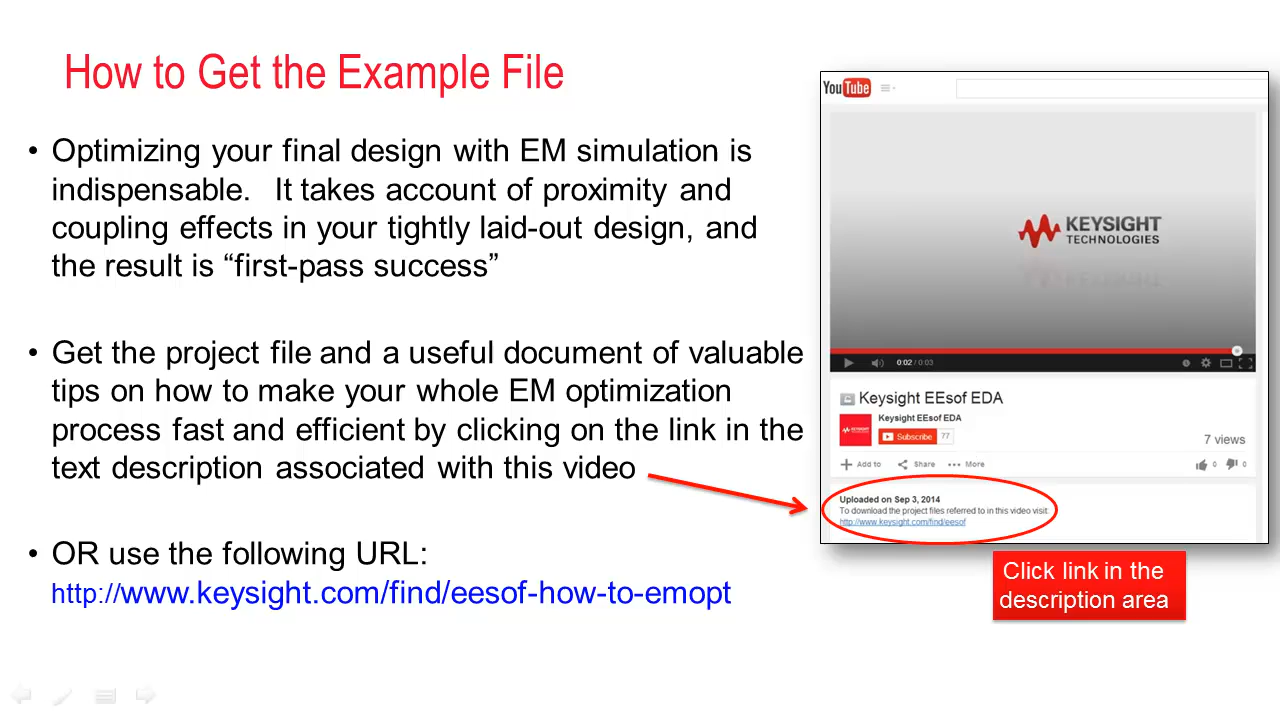 How to Get the Example File
• Optimizing your final design with EM simulation is
indispensable. It takes account of proximity and
coupling effects in your tightly laid-out design, and
the result is “first-pass success”
• Get the project file and a useful document of valuable
tips on how to make your whole EM optimization
process fast and efficient by clicking on the link in the
text description associated with this video
• OR use the following URL:
http://www.keysight.com/find/eesof-how-to-emopt
YouTube
KEYSIGHT
TECHNOLOGIES
0:02 / 0:03
Keysight EEsof EDA
Keysight EEsof EDA
Subscribe 77
7 views
Add to Share More 0 0
Uploaded on Sep 3, 2014
To download the project files referred to in this video visit:
http://www.keysight.com/find/eesof
Click link in the
description area